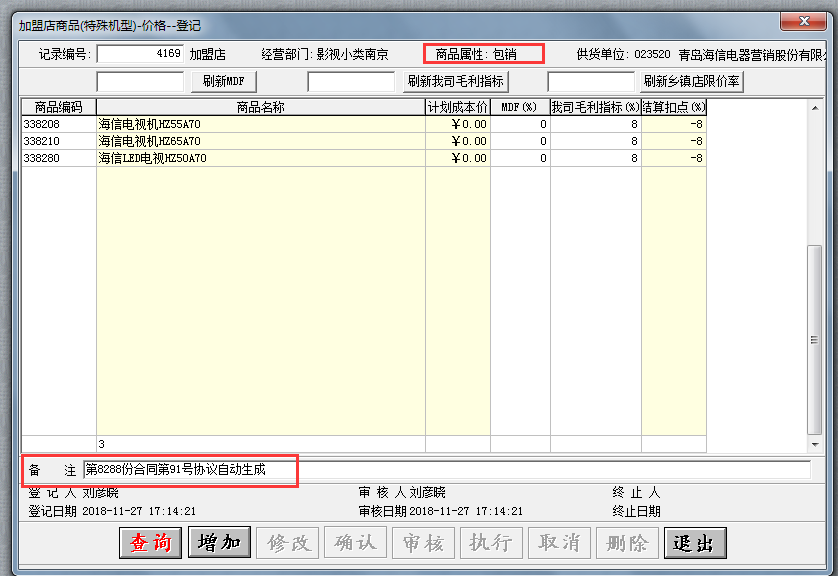 加盟店商品(特殊机型)-价格--登记
记录编号: 4169 加盟店 经营部门: 影视小类南京 商品属性: 包销 供货单位: 023520 青岛海信电器营销股份有限
刷新MDF 刷新我司毛利指标 刷新乡镇店限价率
商品编码 商品名称 计划成本价 MDF(%) 我司毛利指标(%) 结算扣点(%)
338208 海信电视机HZ55A70 ￥0.00 0 8 -8
338210 海信电视机HZ65A70 ￥0.00 0 8 -8
338280 海信LED电视HZ50A70 ￥0.00 0 8 -8
3
备 注 第8288份合同第91号协议自动生成
登 记 人 刘彦晓 审 核 人 刘彦晓 终 止 人
登记日期 2018-11-27 17:14:21 审核日期 2018-11-27 17:14:21 终止日期
查询 增加 修改 确认 审核 执行 取消 删除 退出